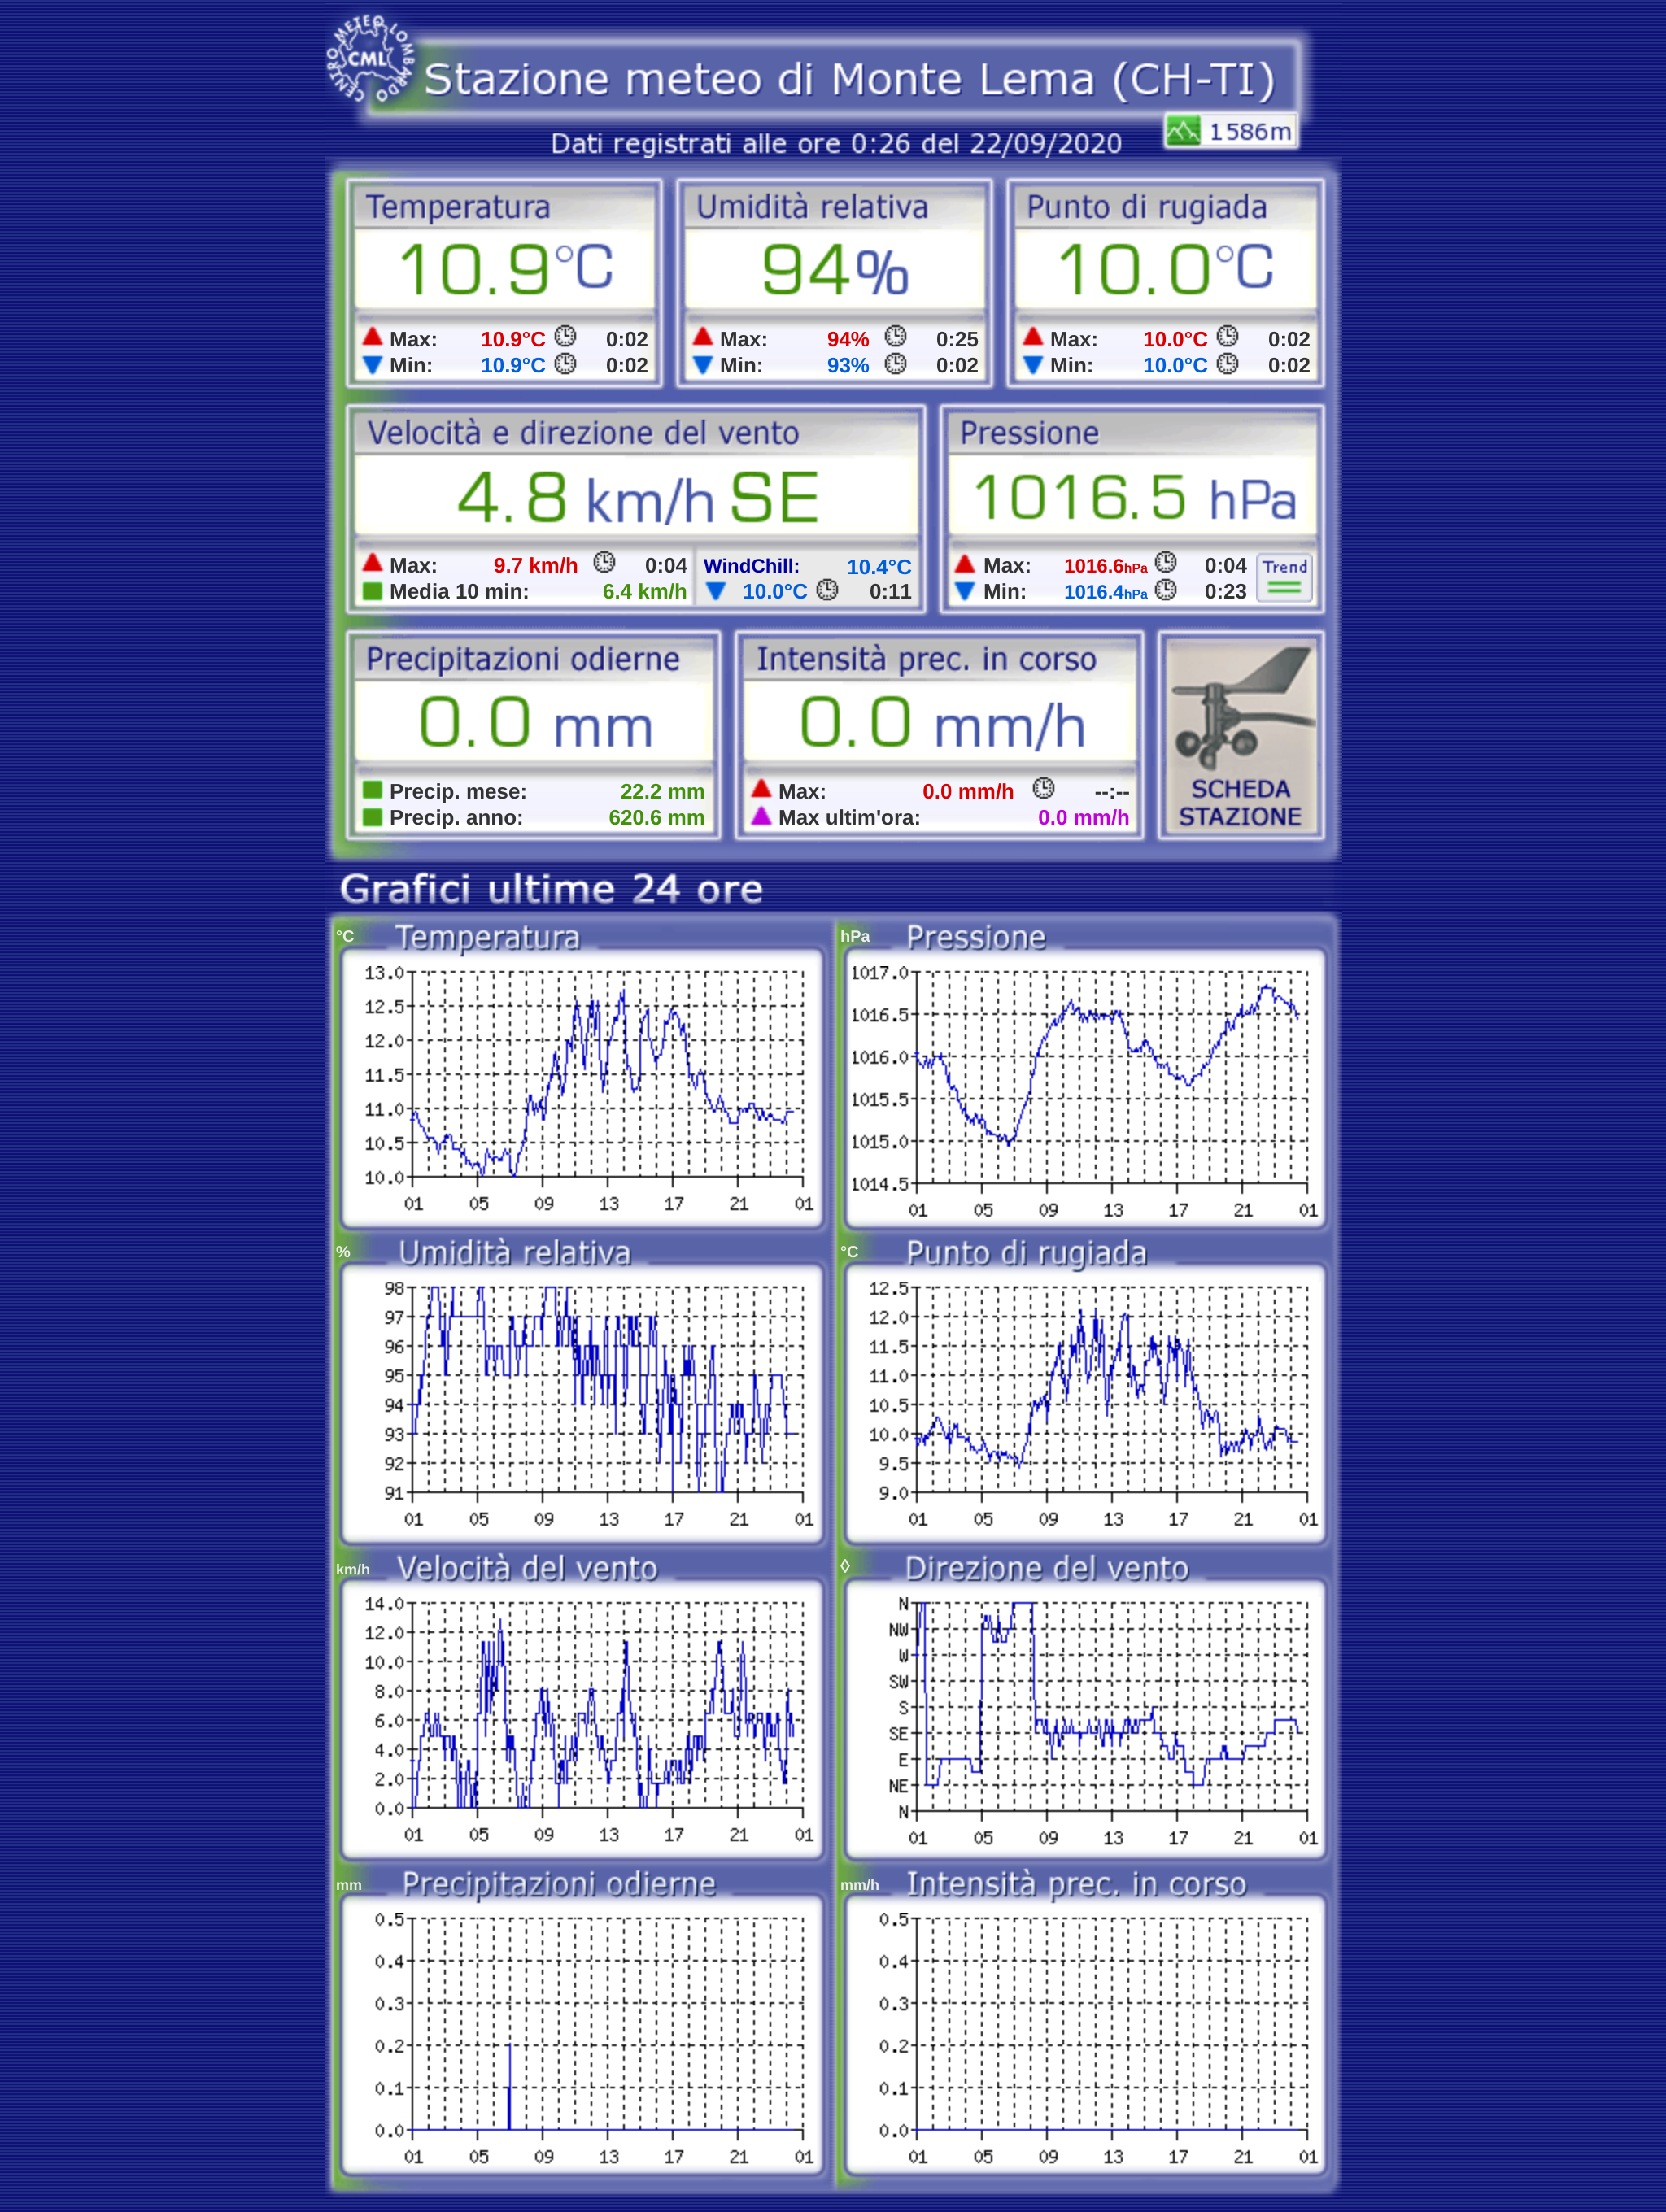 CENTRO METEO LOMBARDO
CML
Stazione meteo di Monte Lema (CH-TI)
1586m
Dati registrati alle ore 0:26 del 22/09/2020
Temperatura
10.9°C
Max: 10.9°C 0:02
Min: 10.9°C 0:02
Umidità relativa
94%
Max: 94% 0:25
Min: 93% 0:02
Punto di rugiada
10.0°C
Max: 10.0°C 0:02
Min: 10.0°C 0:02
Velocità e direzione del vento
4.8 km/h SE
Max: 9.7 km/h 0:04
Media 10 min: 6.4 km/h
WindChill: 10.4°C
10.0°C 0:11
Pressione
1016.5 hPa
Max: 1016.6hPa 0:04
Min: 1016.4hPa 0:23
Trend
Precipitazioni odierne
0.0 mm
Precip. mese: 22.2 mm
Precip. anno: 620.6 mm
Intensità prec. in corso
0.0 mm/h
Max: 0.0 mm/h --:--
Max ultim'ora: 0.0 mm/h
SCHEDA
STAZIONE
Grafici ultime 24 ore
°C Temperatura
13.0
12.5
12.0
11.5
11.0
10.5
10.0
01 05 09 13 17 21 01
hPa Pressione
1017.0
1016.5
1016.0
1015.5
1015.0
1014.5
01 05 09 13 17 21 01
% Umidità relativa
98
97
96
95
94
93
92
91
01 05 09 13 17 21 01
°C Punto di rugiada
12.5
12.0
11.5
11.0
10.5
10.0
9.5
9.0
01 05 09 13 17 21 01
km/h Velocità del vento
14.0
12.0
10.0
8.0
6.0
4.0
2.0
0.0
01 05 09 13 17 21 01
◊ Direzione del vento
N
NW
W
SW
S
SE
E
NE
N
01 05 09 13 17 21 01
mm Precipitazioni odierne
0.5
0.4
0.3
0.2
0.1
0.0
01 05 09 13 17 21 01
mm/h Intensità prec. in corso
0.5
0.4
0.3
0.2
0.1
0.0
01 05 09 13 17 21 01